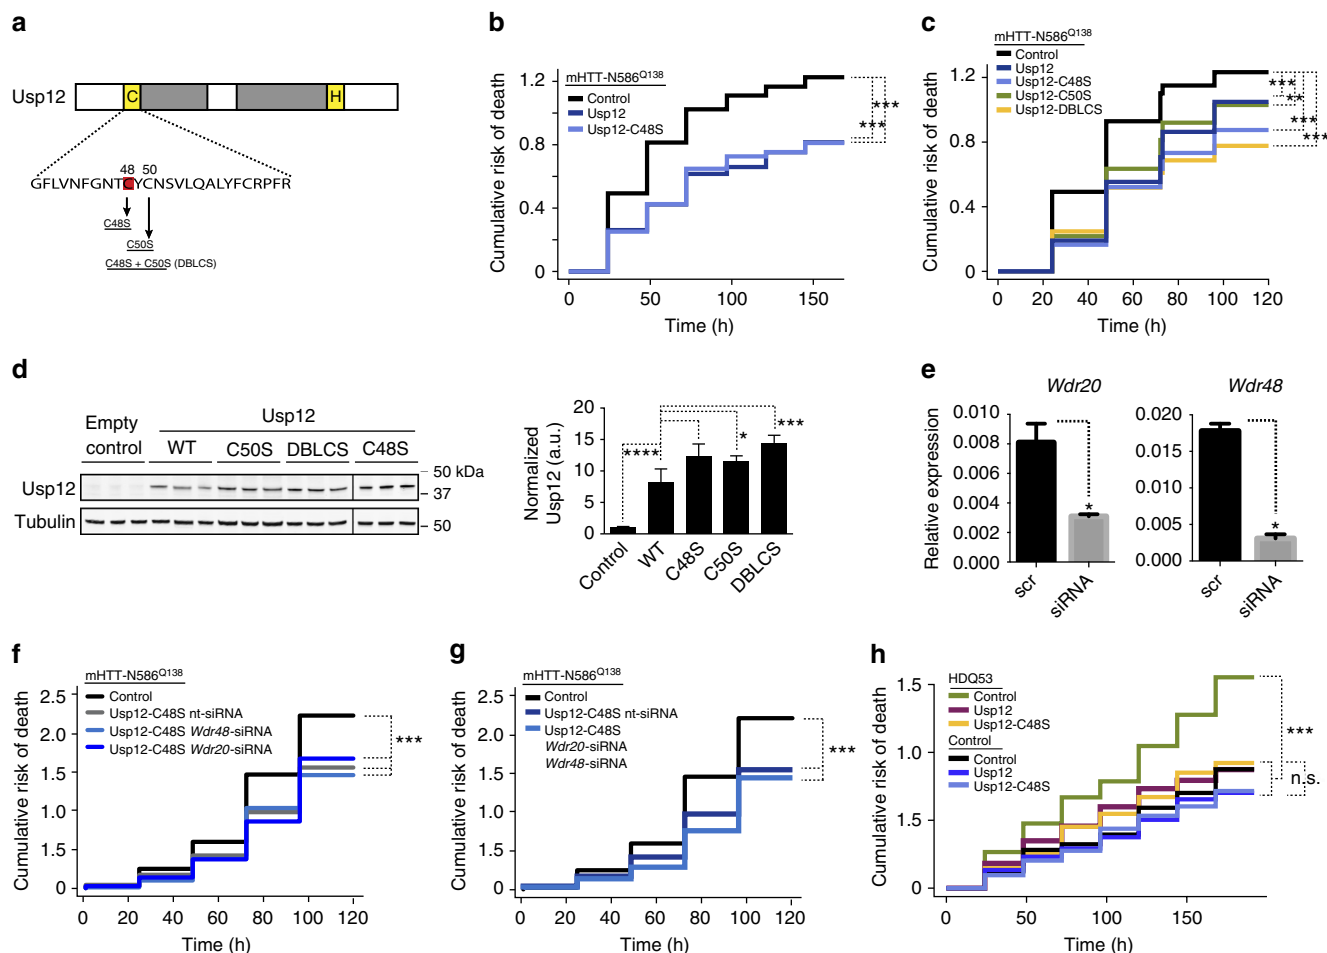 a
Usp12
C
H
48 50
GFLVNFGNTCYCNSVLQALYFCRPFR
C48S
C50S
C48S + C50S (DBLCS)
b
mHTT-N586Q138
Control
Usp12
Usp12-C48S
Cumulative risk of death
1.2
0.8
0.4
0
0 50 100 150
Time (h)
***
***
c
mHTT-N586Q138
Control
Usp12
Usp12-C48S
Usp12-C50S
Usp12-DBLCS
Cumulative risk of death
1.2
0.8
0.4
0
0 20 40 60 80 100 120
Time (h)
***
**
***
***
d
Empty control
Usp12
WT C50S DBLCS C48S
Usp12
Tubulin
50 kDa
37
50
Normalized Usp12 (a.u.)
20
15
10
5
0
****
*
***
Control WT C48S C50S DBLCS
e
Wdr20
Relative expression
0.010
0.008
0.006
0.004
0.002
0.000
*
scr siRNA
Wdr48
0.020
0.015
0.010
0.005
0.000
*
scr siRNA
f
mHTT-N586Q138
Control
Usp12-C48S nt-siRNA
Usp12-C48S Wdr48-siRNA
Usp12-C48S Wdr20-siRNA
Cumulative risk of death
2.5
2.0
1.5
1.0
1.5
0
0 20 40 60 80 100 120
Time (h)
***
g
mHTT-N586Q138
Control
Usp12-C48S nt-siRNA
Usp12-C48S
Wdr20-siRNA
Wdr48-siRNA
Cumulative risk of death
2.5
2.0
1.5
1.0
1.5
0
0 20 40 60 80 100 120
Time (h)
***
h
HDQ53
Control
Usp12
Usp12-C48S
Control
Control
Usp12
Usp12-C48S
Cumulative risk of death
1.5
1.0
1.5
0
0 50 100 150
Time (h)
***
n.s.